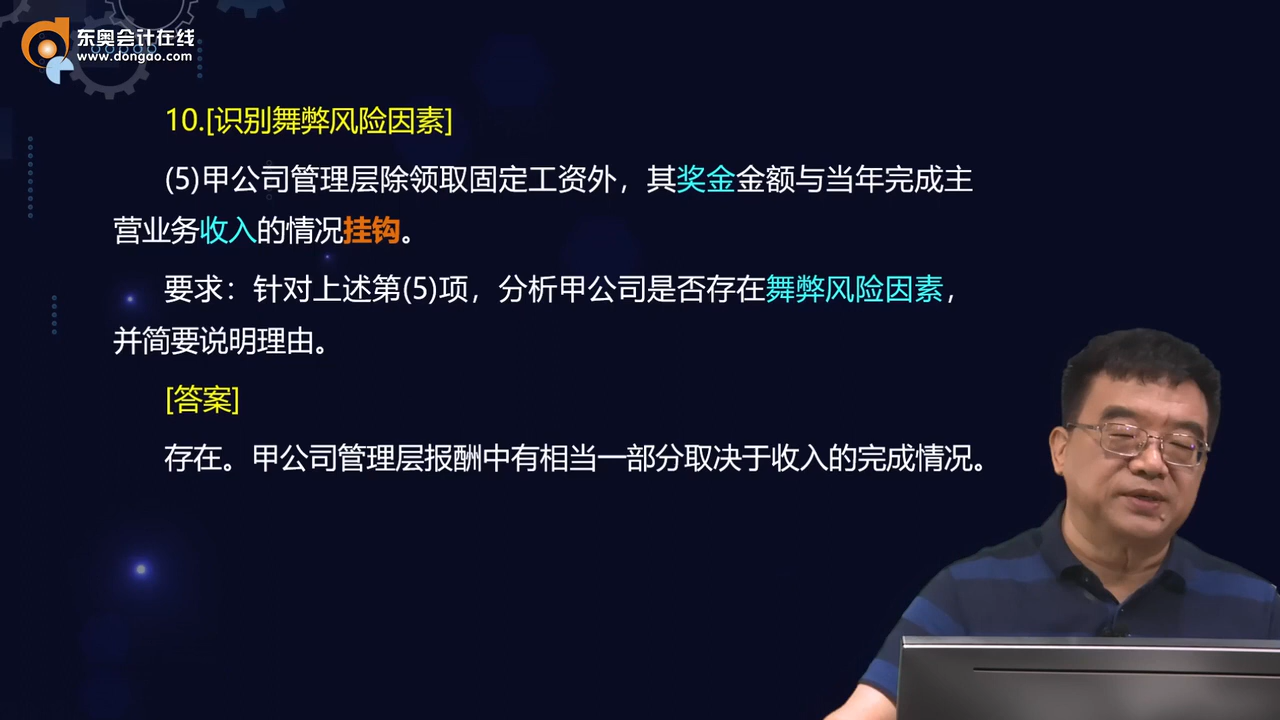 东奥会计在线
www.dongao.com
10.[识别舞弊风险因素]
(5)甲公司管理层除领取固定工资外，其奖金金额与当年完成主
营业务收入的情况挂钩。
要求：针对上述第(5)项，分析甲公司是否存在舞弊风险因素，
并简要说明理由。
[答案]
存在。甲公司管理层报酬中有相当一部分取决于收入的完成情况。